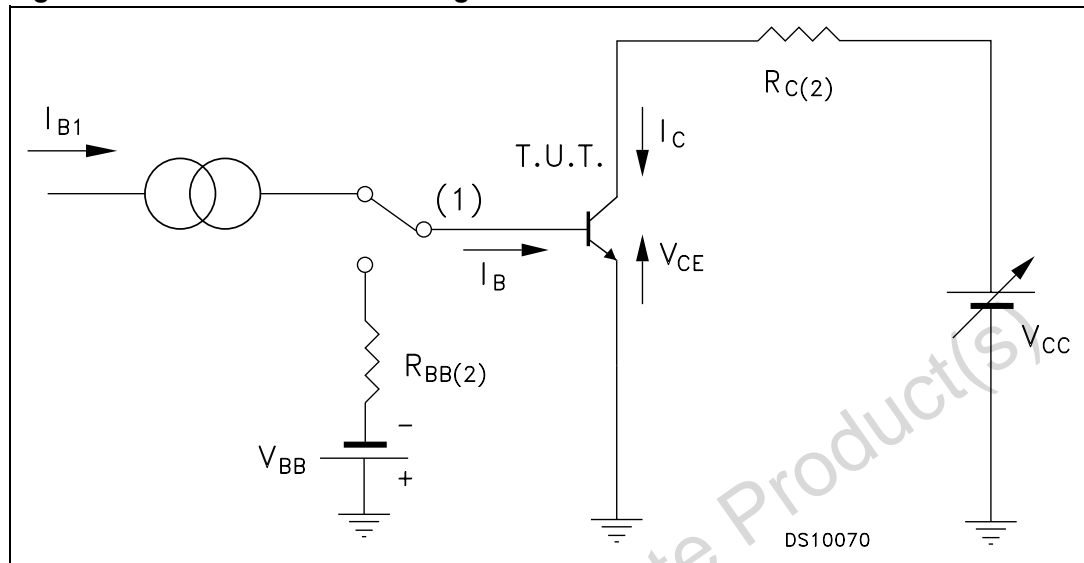 R_C(2)
I_B1
I_C
T.U.T.
(1)
V_CE
I_B
V_CC
R_BB(2)
-
V_BB
+
DS10070
Product(s)